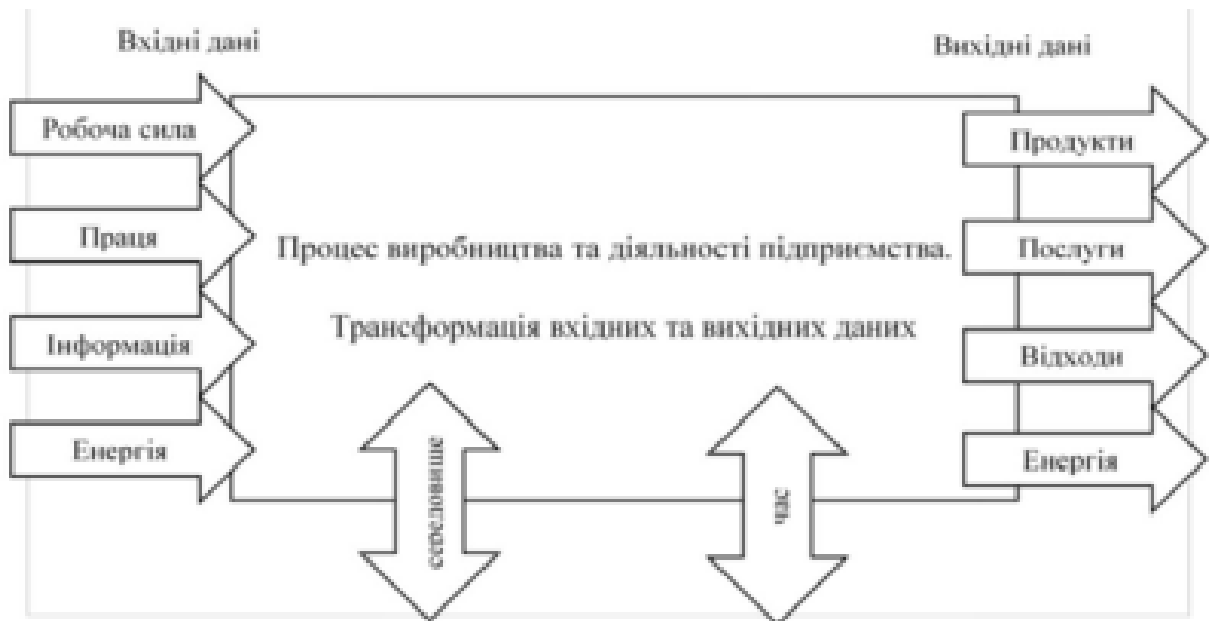 Вхідні дані
Вихідні дані
Робоча сила
Праця
Інформація
Енергія
Процес виробництва та діяльності підприємства.
Трансформація вхідних та вихідних даних
Продукти
Послуги
Відходи
Енергія
середовище
час